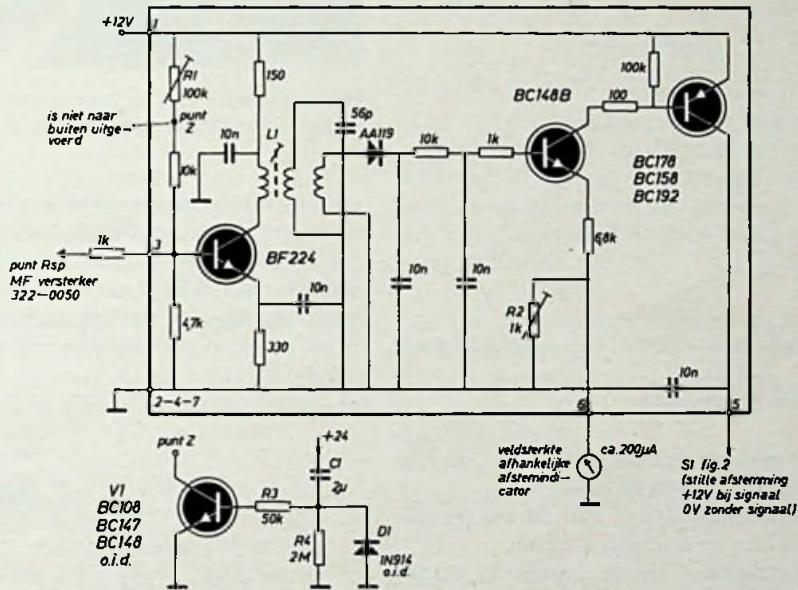 +12V
1
R1
100k
punt
Z
is niet naar
buiten uitge-
voerd
10k
10n
150
L1
56p
AA119
10k
1k
BC148B
100
100k
BC178
BC158
BC192
1k
3
punt Rsp
MF versterker
322-0050
BF224
4,7k
10n
330
10n
10n
6,8k
R2
1k
10n
2-4-7
6
5
punt Z
V1
BC108
BC147
BC148
o.i.d.
R3
50k
+24
C1
2µ
R4
2M
D1
1N914
o.i.d.
veldsterkte
afhankelijke
afstemindi-
cator
ca.200µA
S1 fig.2
(stille afstemming
+12V bij signaal
0V zonder signaal)